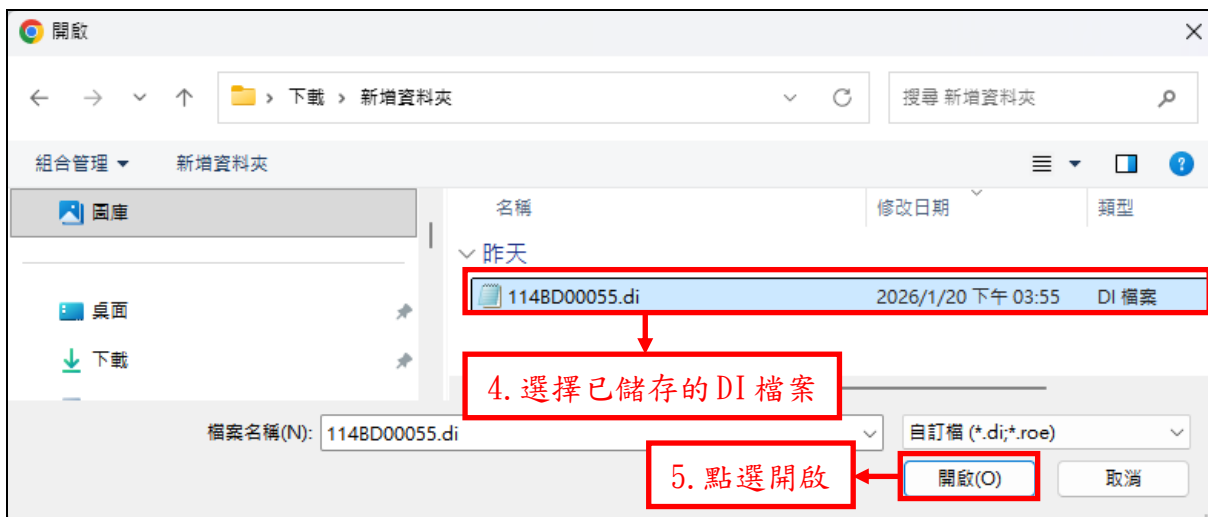 開啟
下載 › 新增資料夾
搜尋 新增資料夾
組合管理
新增資料夾
圖庫
名稱
修改日期
類型
昨天
114BD00055.di
2026/1/20 下午 03:55
DI 檔案
桌面
下載
4.選擇已儲存的DI檔案
檔案名稱(N):
114BD00055.di
自訂檔 (*.di;*.roe)
5.點選開啟
開啟(O)
取消